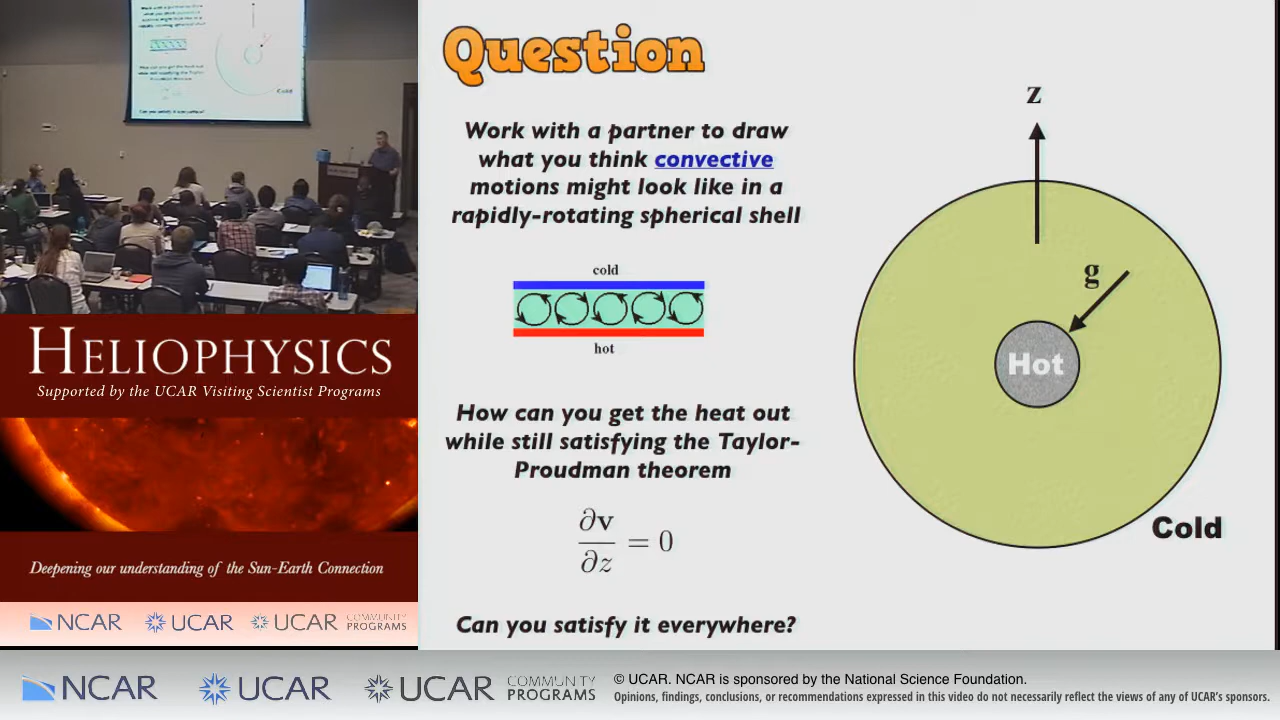 Question
Work with a partner to draw
what you think convective
motions might look like in a
rapidly-rotating spherical shell
cold
hot
How can you get the heat out
while still satisfying the Taylor-
Proudman theorem
∂v
∂z
= 0
Can you satisfy it everywhere?
z
g
Hot
Cold
HELIOPHYSICS
Supported by the UCAR Visiting Scientist Programs
Deepening our understanding of the Sun-Earth Connection
NCAR
UCAR
UCAR
COMMUNITY
PROGRAMS
NCAR
UCAR
UCAR
COMMUNITY
PROGRAMS
© UCAR. NCAR is sponsored by the National Science Foundation.
Opinions, findings, conclusions, or recommendations expressed in this video do not necessarily reflect the views of any of UCAR's sponsors.